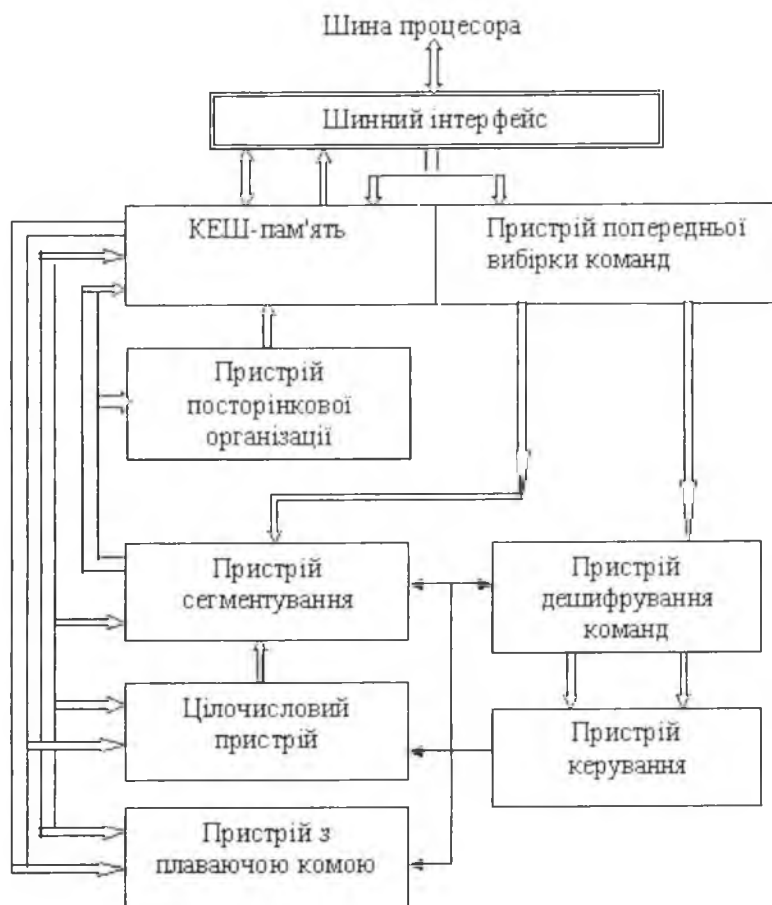 Шина процесора
Шинний інтерфейс
КЕШ-пам'ять
Пристрій попередньої
вибірки команд
Пристрій
посторінкової
організації
Пристрій
сегментування
Пристрій
дешифрування
команд
Цілочисловий
пристрій
Пристрій
керування
Пристрій з
плаваючою комою